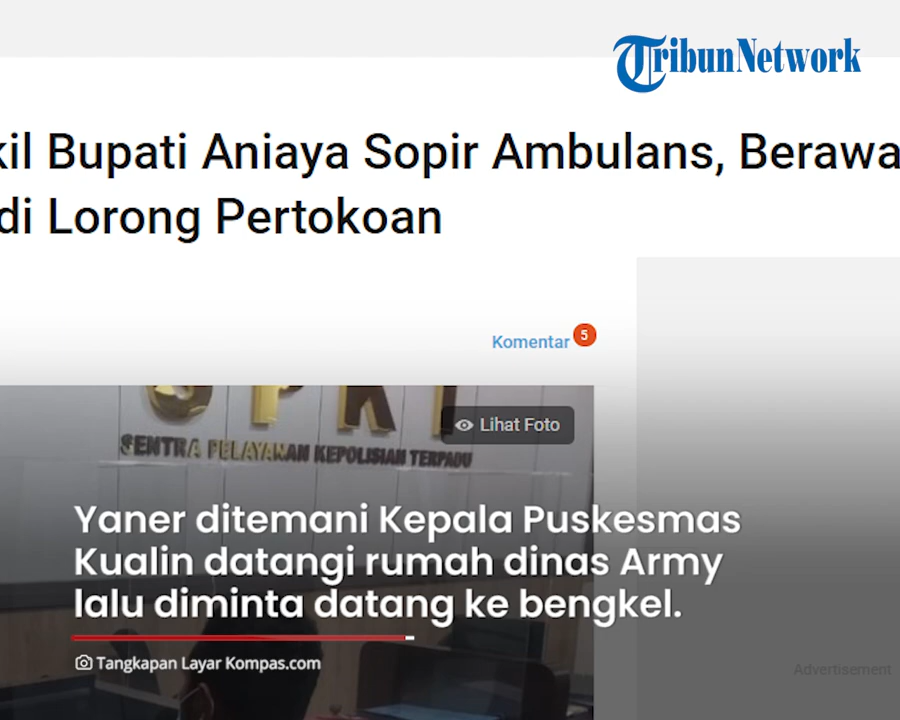 TribunNetwork
kil Bupati Aniaya Sopir Ambulans, Berawa
di Lorong Pertokoan
Komentar 5
SPKT
Lihat Foto
SENTRA PELAYANAN KEPOLISIAN TERPADU
Yaner ditemani Kepala Puskesmas
Kualin datangi rumah dinas Army
lalu diminta datang ke bengkel.
Tangkapan Layar Kompas.com
Advertisement